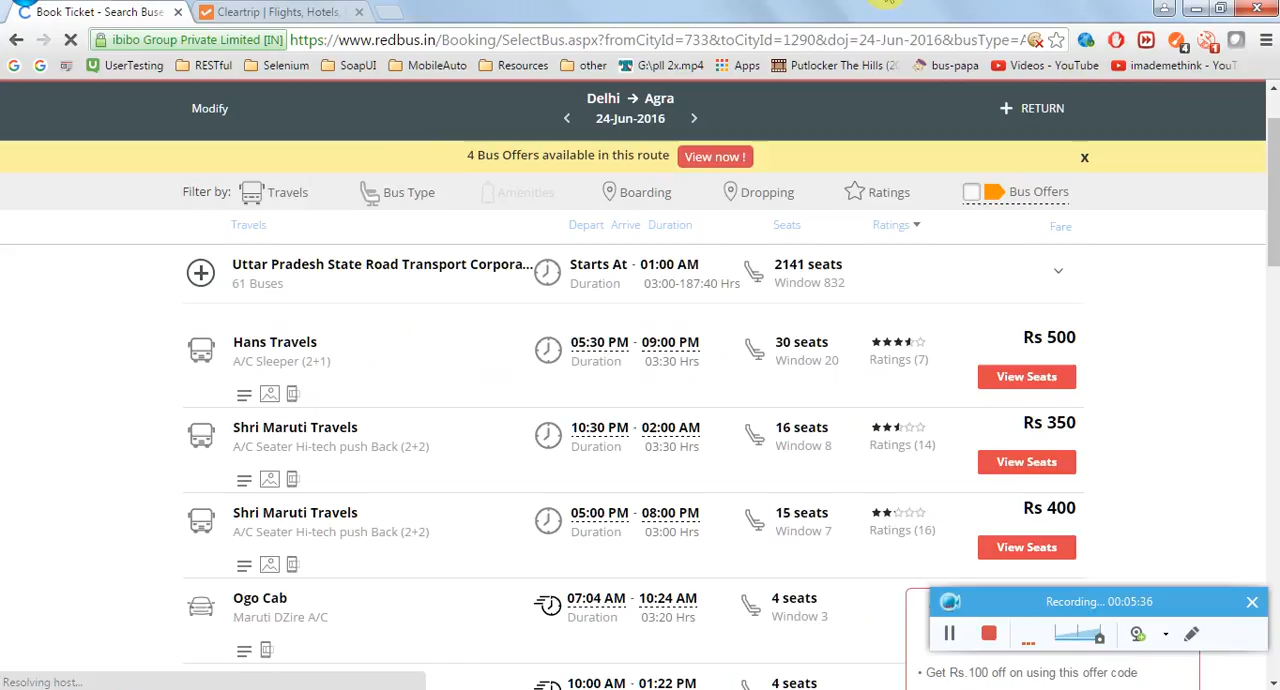 Book Ticket - Search Buse
Cleartrip | Flights, Hotels,
ibibo Group Private Limited [IN]
https://www.redbus.in/Booking/SelectBus.aspx?fromCityId=733&toCityId=1290&doj=24-Jun-2016&busType=A
UserTesting
RESTful
Selenium
SoapUI
MobileAuto
Resources
other
G:\pll 2x.mp4
Apps
Putlocker The Hills (20
bus-papa
Videos - YouTube
imademethink - YouT
Modify
Delhi → Agra
24-Jun-2016
+ RETURN
4 Bus Offers available in this route
View now !
x
Filter by:
Travels
Bus Type
Amenities
Boarding
Dropping
Ratings
Bus Offers
Travels
Depart
Arrive
Duration
Seats
Ratings
Fare
Uttar Pradesh State Road Transport Corpora...
61 Buses
Starts At - 01:00 AM
Duration 03:00-187:40 Hrs
2141 seats
Window 832
Hans Travels
A/C Sleeper (2+1)
05:30 PM - 09:00 PM
Duration 03:30 Hrs
30 seats
Window 20
Ratings (7)
Rs 500
View Seats
Shri Maruti Travels
A/C Seater Hi-tech push Back (2+2)
10:30 PM - 02:00 AM
Duration 03:30 Hrs
16 seats
Window 8
Ratings (14)
Rs 350
View Seats
Shri Maruti Travels
A/C Seater Hi-tech push Back (2+2)
05:00 PM - 08:00 PM
Duration 03:00 Hrs
15 seats
Window 7
Ratings (16)
Rs 400
View Seats
Ogo Cab
Maruti DZire A/C
07:04 AM - 10:24 AM
Duration 03:20 Hrs
4 seats
Window 3
10:00 AM - 01:22 PM
4 seats
Recording... 00:05:36
• Get Rs.100 off on using this offer code
Resolving host...